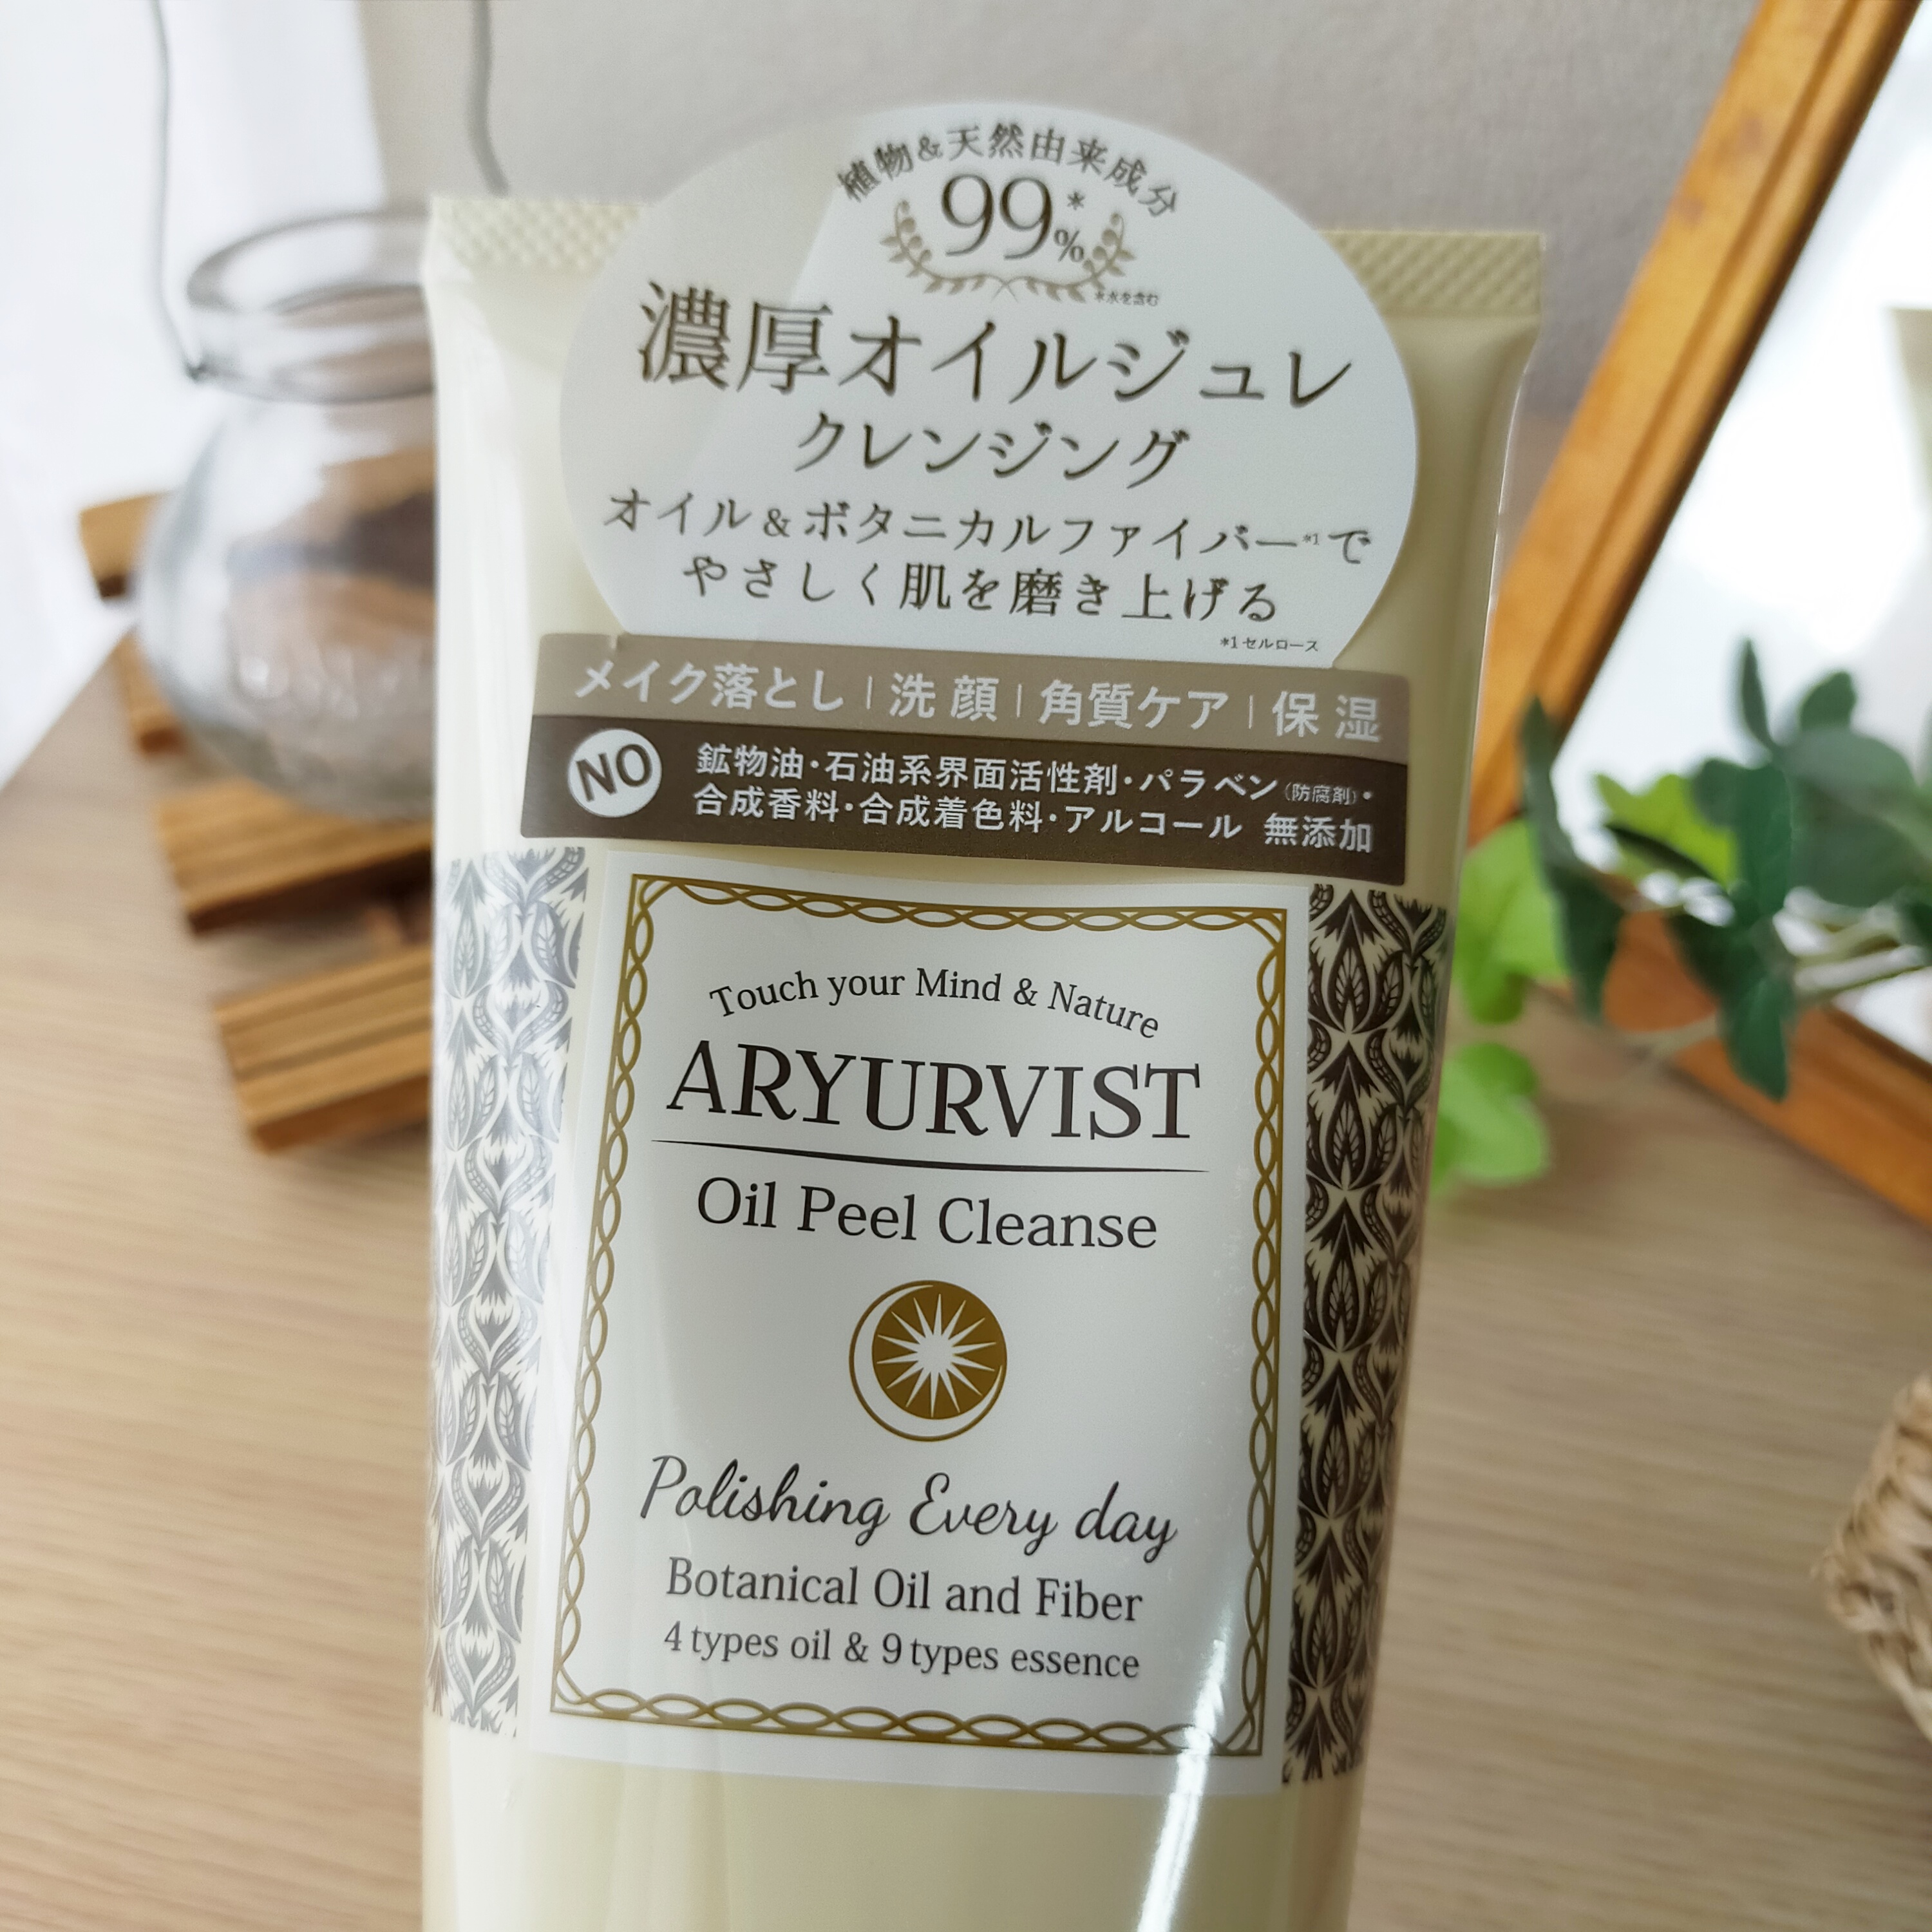 植物&天然由来成分
99%*
*水を含む
濃厚オイルジュレ
クレンジング
オイル&ボタニカルファイバー*1で
やさしく肌を磨き上げる
*1 セルロース
メイク落とし|洗顔|角質ケア|保湿
NO
鉱物油・石油系界面活性剤・パラベン(防腐剤)・
合成香料・合成着色料・アルコール 無添加
Touch your Mind & Nature
ARYURVIST
Oil Peel Cleanse
Polishing Every day
Botanical Oil and Fiber
4 types oil & 9 types essence